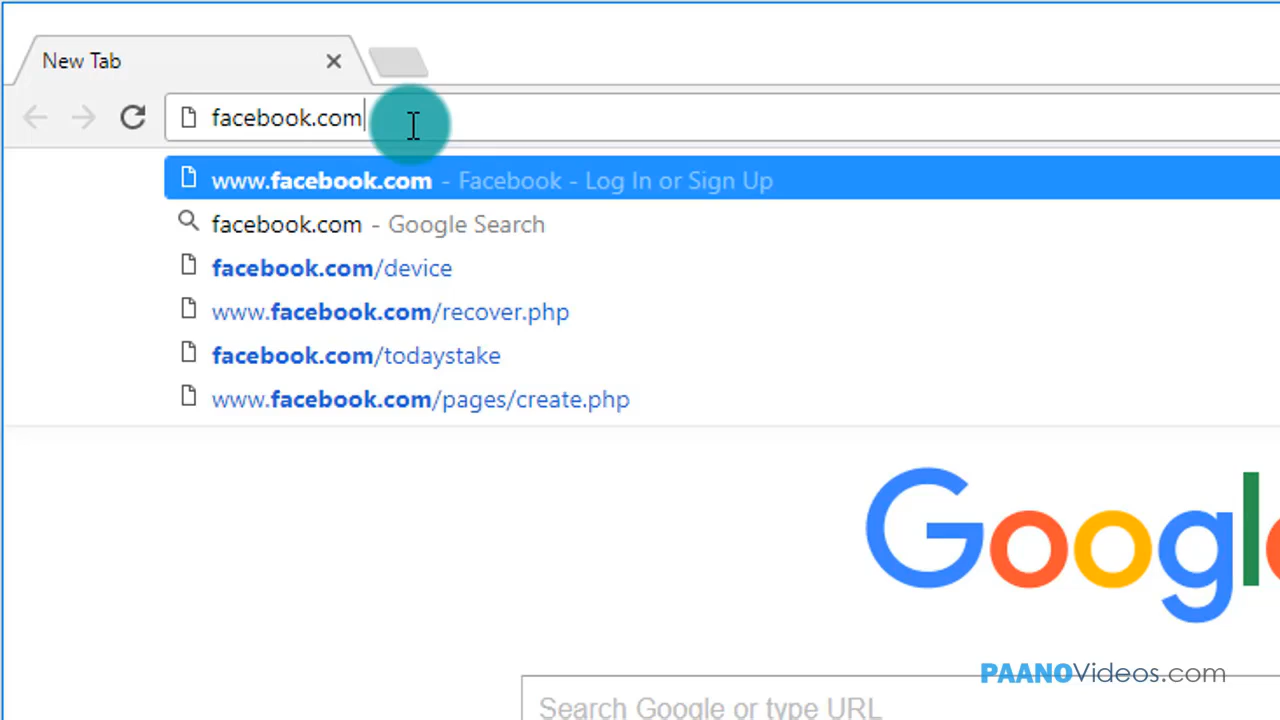 New Tab
facebook.com
www.facebook.com - Facebook - Log In or Sign Up
facebook.com - Google Search
facebook.com/device
www.facebook.com/recover.php
facebook.com/todaystake
www.facebook.com/pages/create.php
Googl
PAANOVideos.com
Search Google or type URL